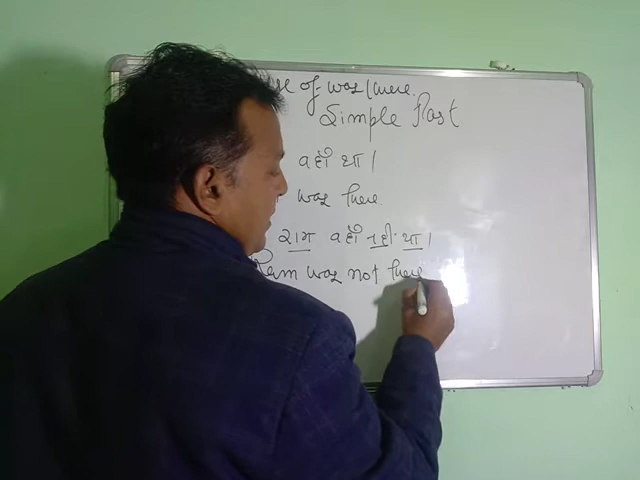 of was/were.
Simple Past
वहाँ था।
was there
राम वहाँ नहीं था।
Ram was not there